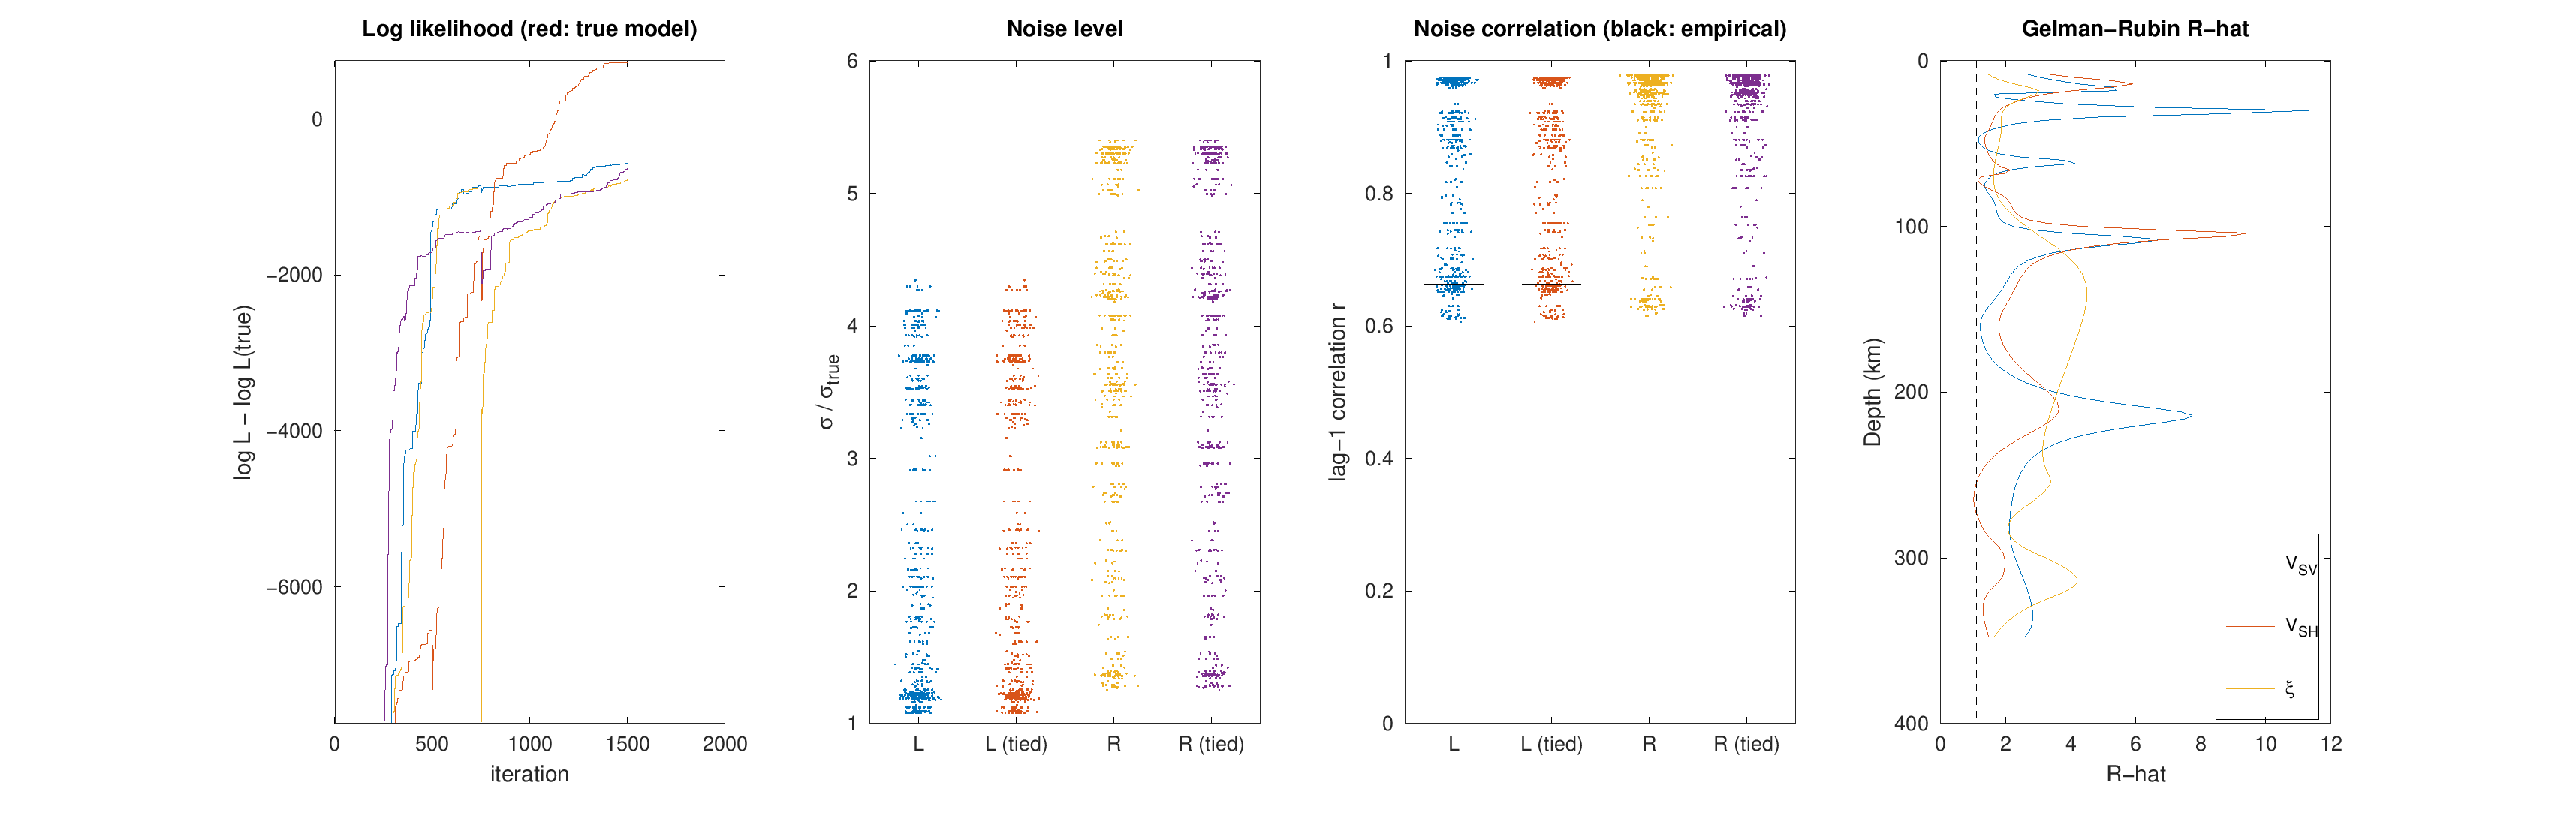 Log likelihood (red: true model)
log L − log L(true)
0
−2000
−4000
−6000
0 500 1000 1500 2000
iteration
Noise level
σ / σtrue
6
5
4
3
2
1
L L (tied) R R (tied)
Noise correlation (black: empirical)
lag−1 correlation r
1
0.8
0.6
0.4
0.2
0
L L (tied) R R (tied)
Gelman−Rubin R−hat
Depth (km)
0
100
200
300
400
VSV
VSH
ξ
0 2 4 6 8 10 12
R−hat